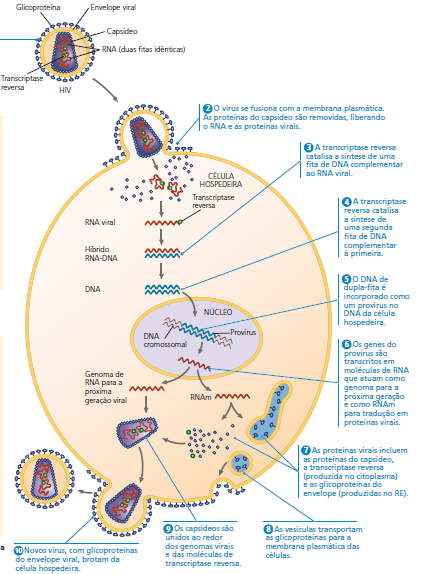 Glicoproteína
Envelope viral
Capsídeo
RNA (duas fitas idênticas)
Transcriptase
reversa
HIV
2 O vírus se fusiona com a membrana plasmática.
As proteínas do capsídeo são removidas, liberando
o RNA e as proteínas virais.
3 A transcriptase reversa
catalisa a síntese de uma
fita de DNA complementar
ao RNA viral.
CÉLULA
HOSPEDEIRA
Transcriptase
reversa
RNA viral
4 A transcriptase
reversa catalisa
a síntese de
uma segunda
fita de DNA
complementar
à primeira.
Híbrido
RNA-DNA
DNA
5 O DNA de
dupla-fita é
incorporado como
um provírus no
DNA da célula
hospedeira.
NÚCLEO
DNA
cromossomal
Provírus
6 Os genes do
provírus são
transcritos em
moléculas de RNA
que atuam como
genoma para a
próxima geração
e como RNAm
para tradução em
proteínas virais.
Genoma de
RNA para a
próxima
geração viral
RNAm
7 As proteínas virais incluem
as proteínas do capsídeo,
a transcriptase reversa
(produzida no citoplasma)
e as glicoproteínas do
envelope (produzidas no RE).
8 As vesículas transportam
as glicoproteínas para a
membrana plasmática das
células.
9 Os capsídeos são
unidos ao redor
dos genomas virais
e das moléculas de
transcriptase reversa.
a
10 Novos vírus, com glicoproteínas
do envelope viral, brotam da
célula hospedeira.